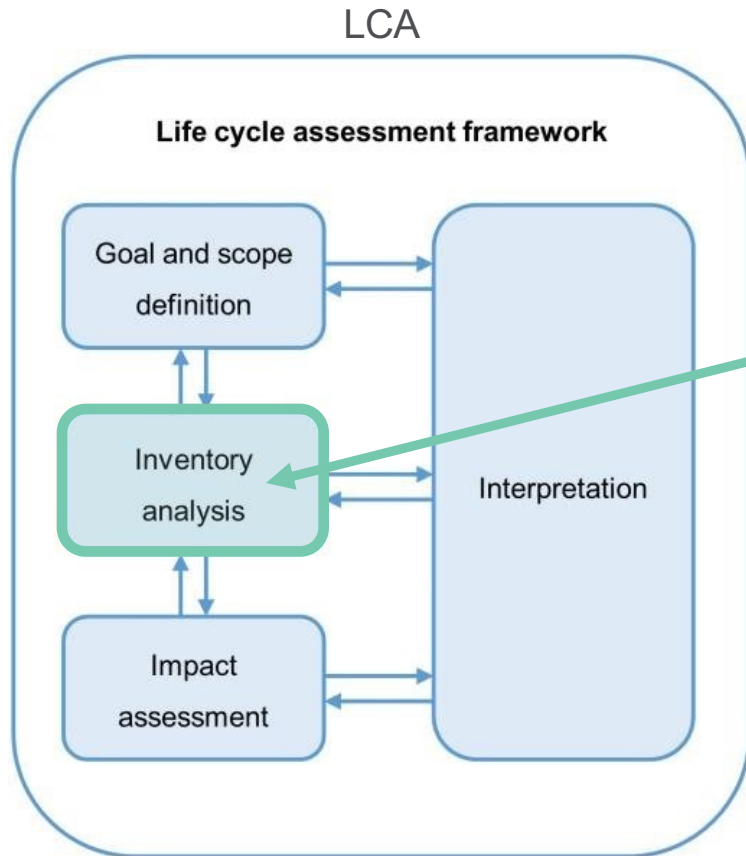 LCA
Life cycle assessment framework
Goal and scope
definition
Inventory
analysis
Interpretation
Impact
assessment